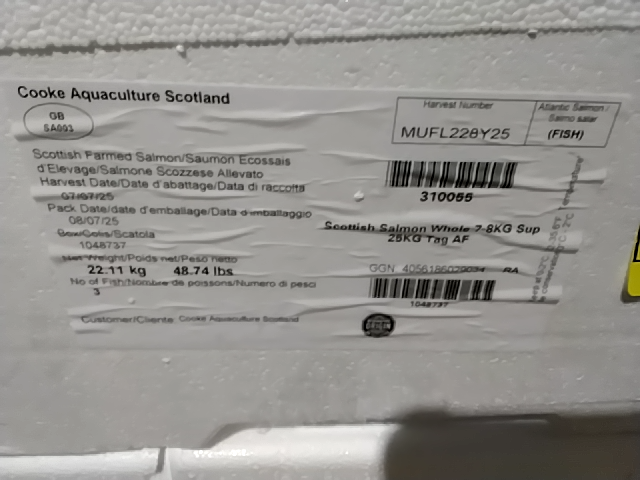 Cooke Aquaculture Scotland
GB
SA003
Harvest Number
MUFL228Y25
Atlantic Salmon /
Salmo salar
(FISH)
Scottish Farmed Salmon/Saumon Ecossais
d'Elevage/Salmone Scozzese Allevato
Harvest Date/Date d'abattage/Data di raccolta
07/07/25
Pack Date/date d'emballage/Data d'imballaggio
08/07/25
Box/Colis/Scatola
1048737
Net Weight/Poids net/Peso netto
22.11 kg 48.74 lbs
No of Fish/Nombre de poissons/Numero di pesci
3
Customer/Cliente: Cooke Aquaculture Scotland
310055
Scottish Salmon Whole 7-8KG Sup
25KG Tag AF
GGN 4056186029034 RA
1048737